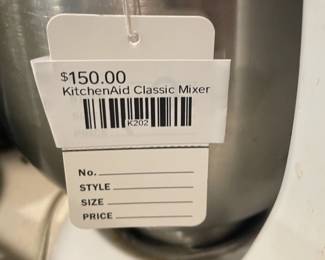 $150.00
KitchenAid Classic Mixer
K202
No.
STYLE
SIZE
PRICE